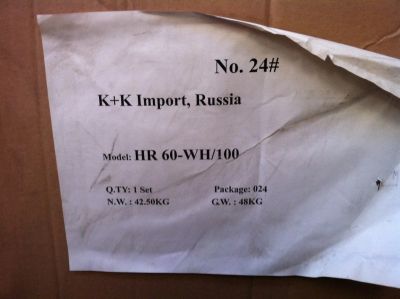 No. 24#
K+K Import, Russia
Model: HR 60-WH/100
Q.TY: 1 Set Package: 024
N.W. : 42.50KG G.W. : 48KG